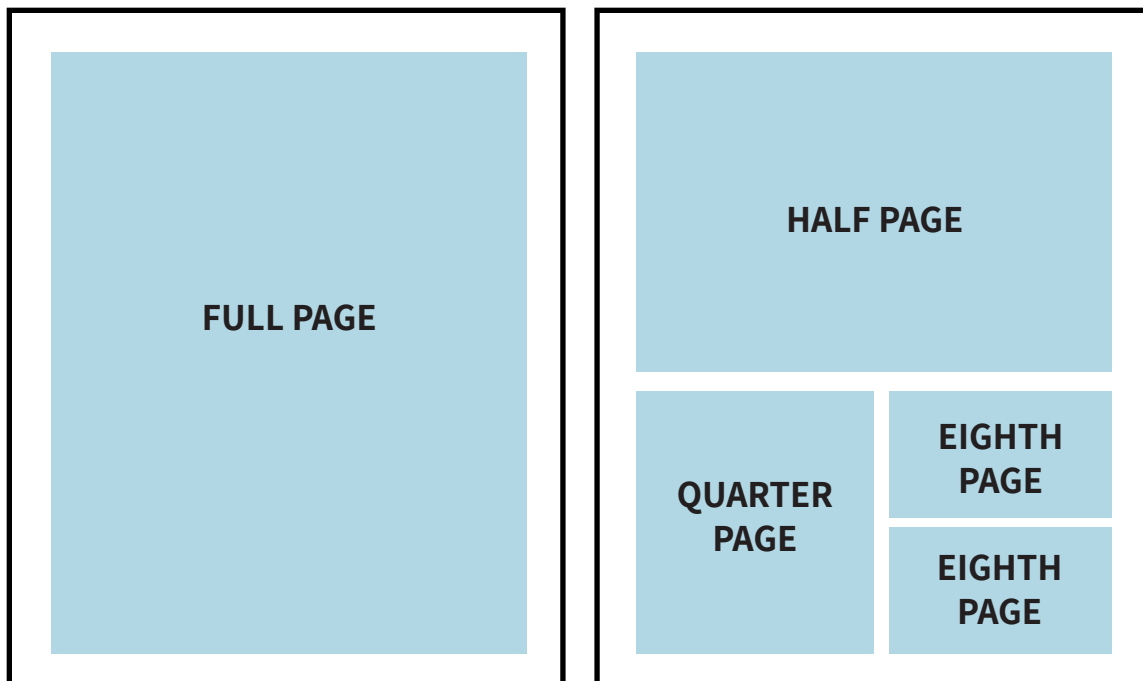 FULL PAGE
HALF PAGE
QUARTER
PAGE
EIGHTH
PAGE
EIGHTH
PAGE